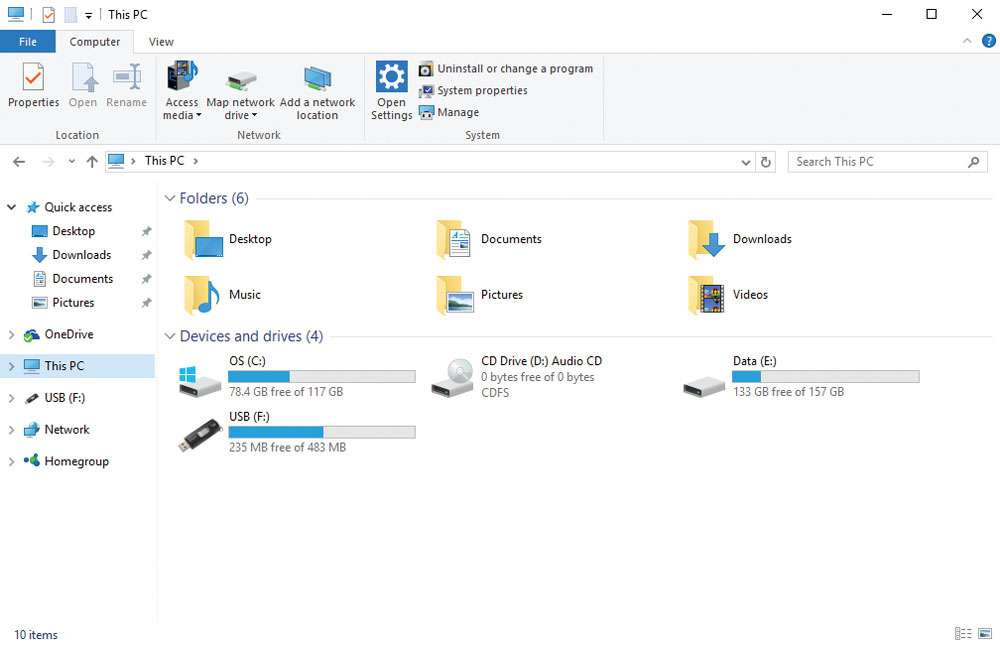 This PC
File Computer View
Properties Open Rename Access media Map network drive Add a network location Open Settings Uninstall or change a program
System properties
Manage
Location Network System
This PC Search This PC
Quick access
Desktop
Downloads
Documents
Pictures
OneDrive
This PC
USB (F:)
Network
Homegroup
Folders (6)
Desktop Documents Downloads
Music Pictures Videos
Devices and drives (4)
OS (C:)
78.4 GB free of 117 GB
CD Drive (D:) Audio CD
0 bytes free of 0 bytes
CDFS
Data (E:)
133 GB free of 157 GB
USB (F:)
235 MB free of 483 MB
10 items